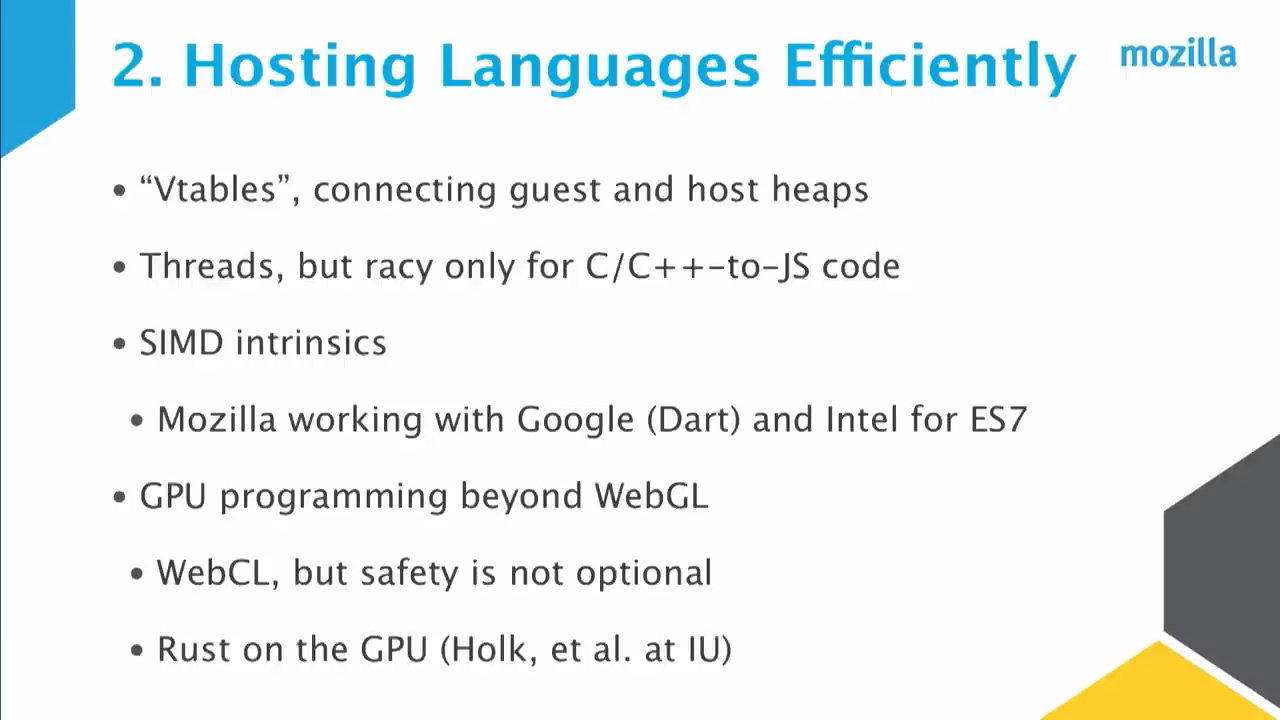 2. Hosting Languages Efficiently
mozilla
• “Vtables”, connecting guest and host heaps
• Threads, but racy only for C/C++-to-JS code
• SIMD intrinsics
• Mozilla working with Google (Dart) and Intel for ES7
• GPU programming beyond WebGL
• WebCL, but safety is not optional
• Rust on the GPU (Holk, et al. at IU)